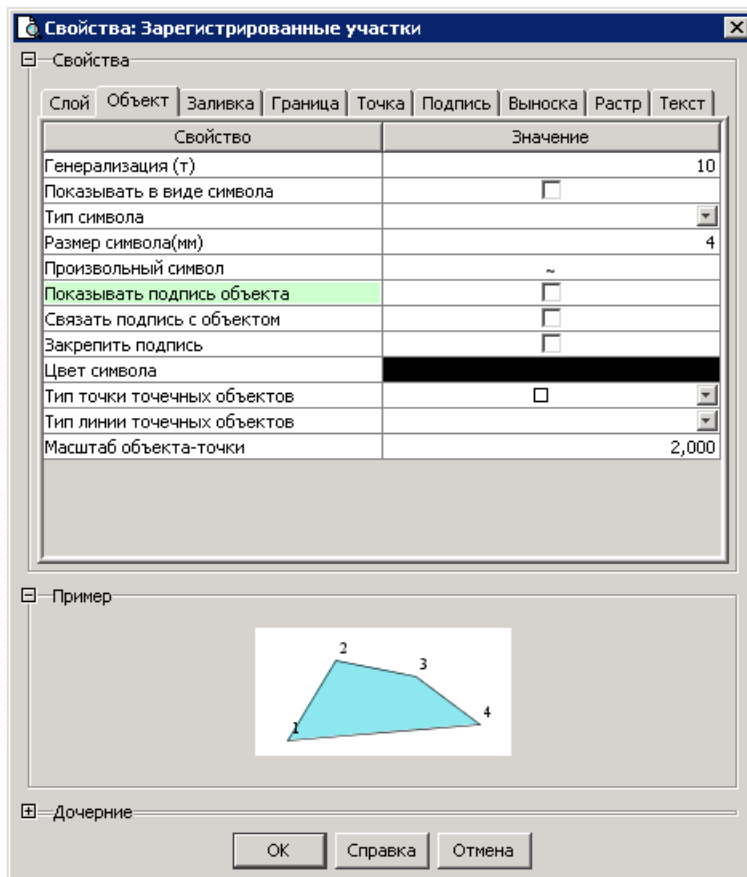 Свойства: Зарегистрированные участки
Свойства
Слой Объект Заливка Граница Точка Подпись Выноска Растр Текст
Свойство Значение
Генерализация (т) 10
Показывать в виде символа
Тип символа
Размер символа(мм) 4
Произвольный символ ~
Показывать подпись объекта
Связать подпись с объектом
Закрепить подпись
Цвет символа
Тип точки точечных объектов
Тип линии точечных объектов
Масштаб объекта-точки 2,000
Пример
2
3
4
1
Дочерние
ОК Справка Отмена